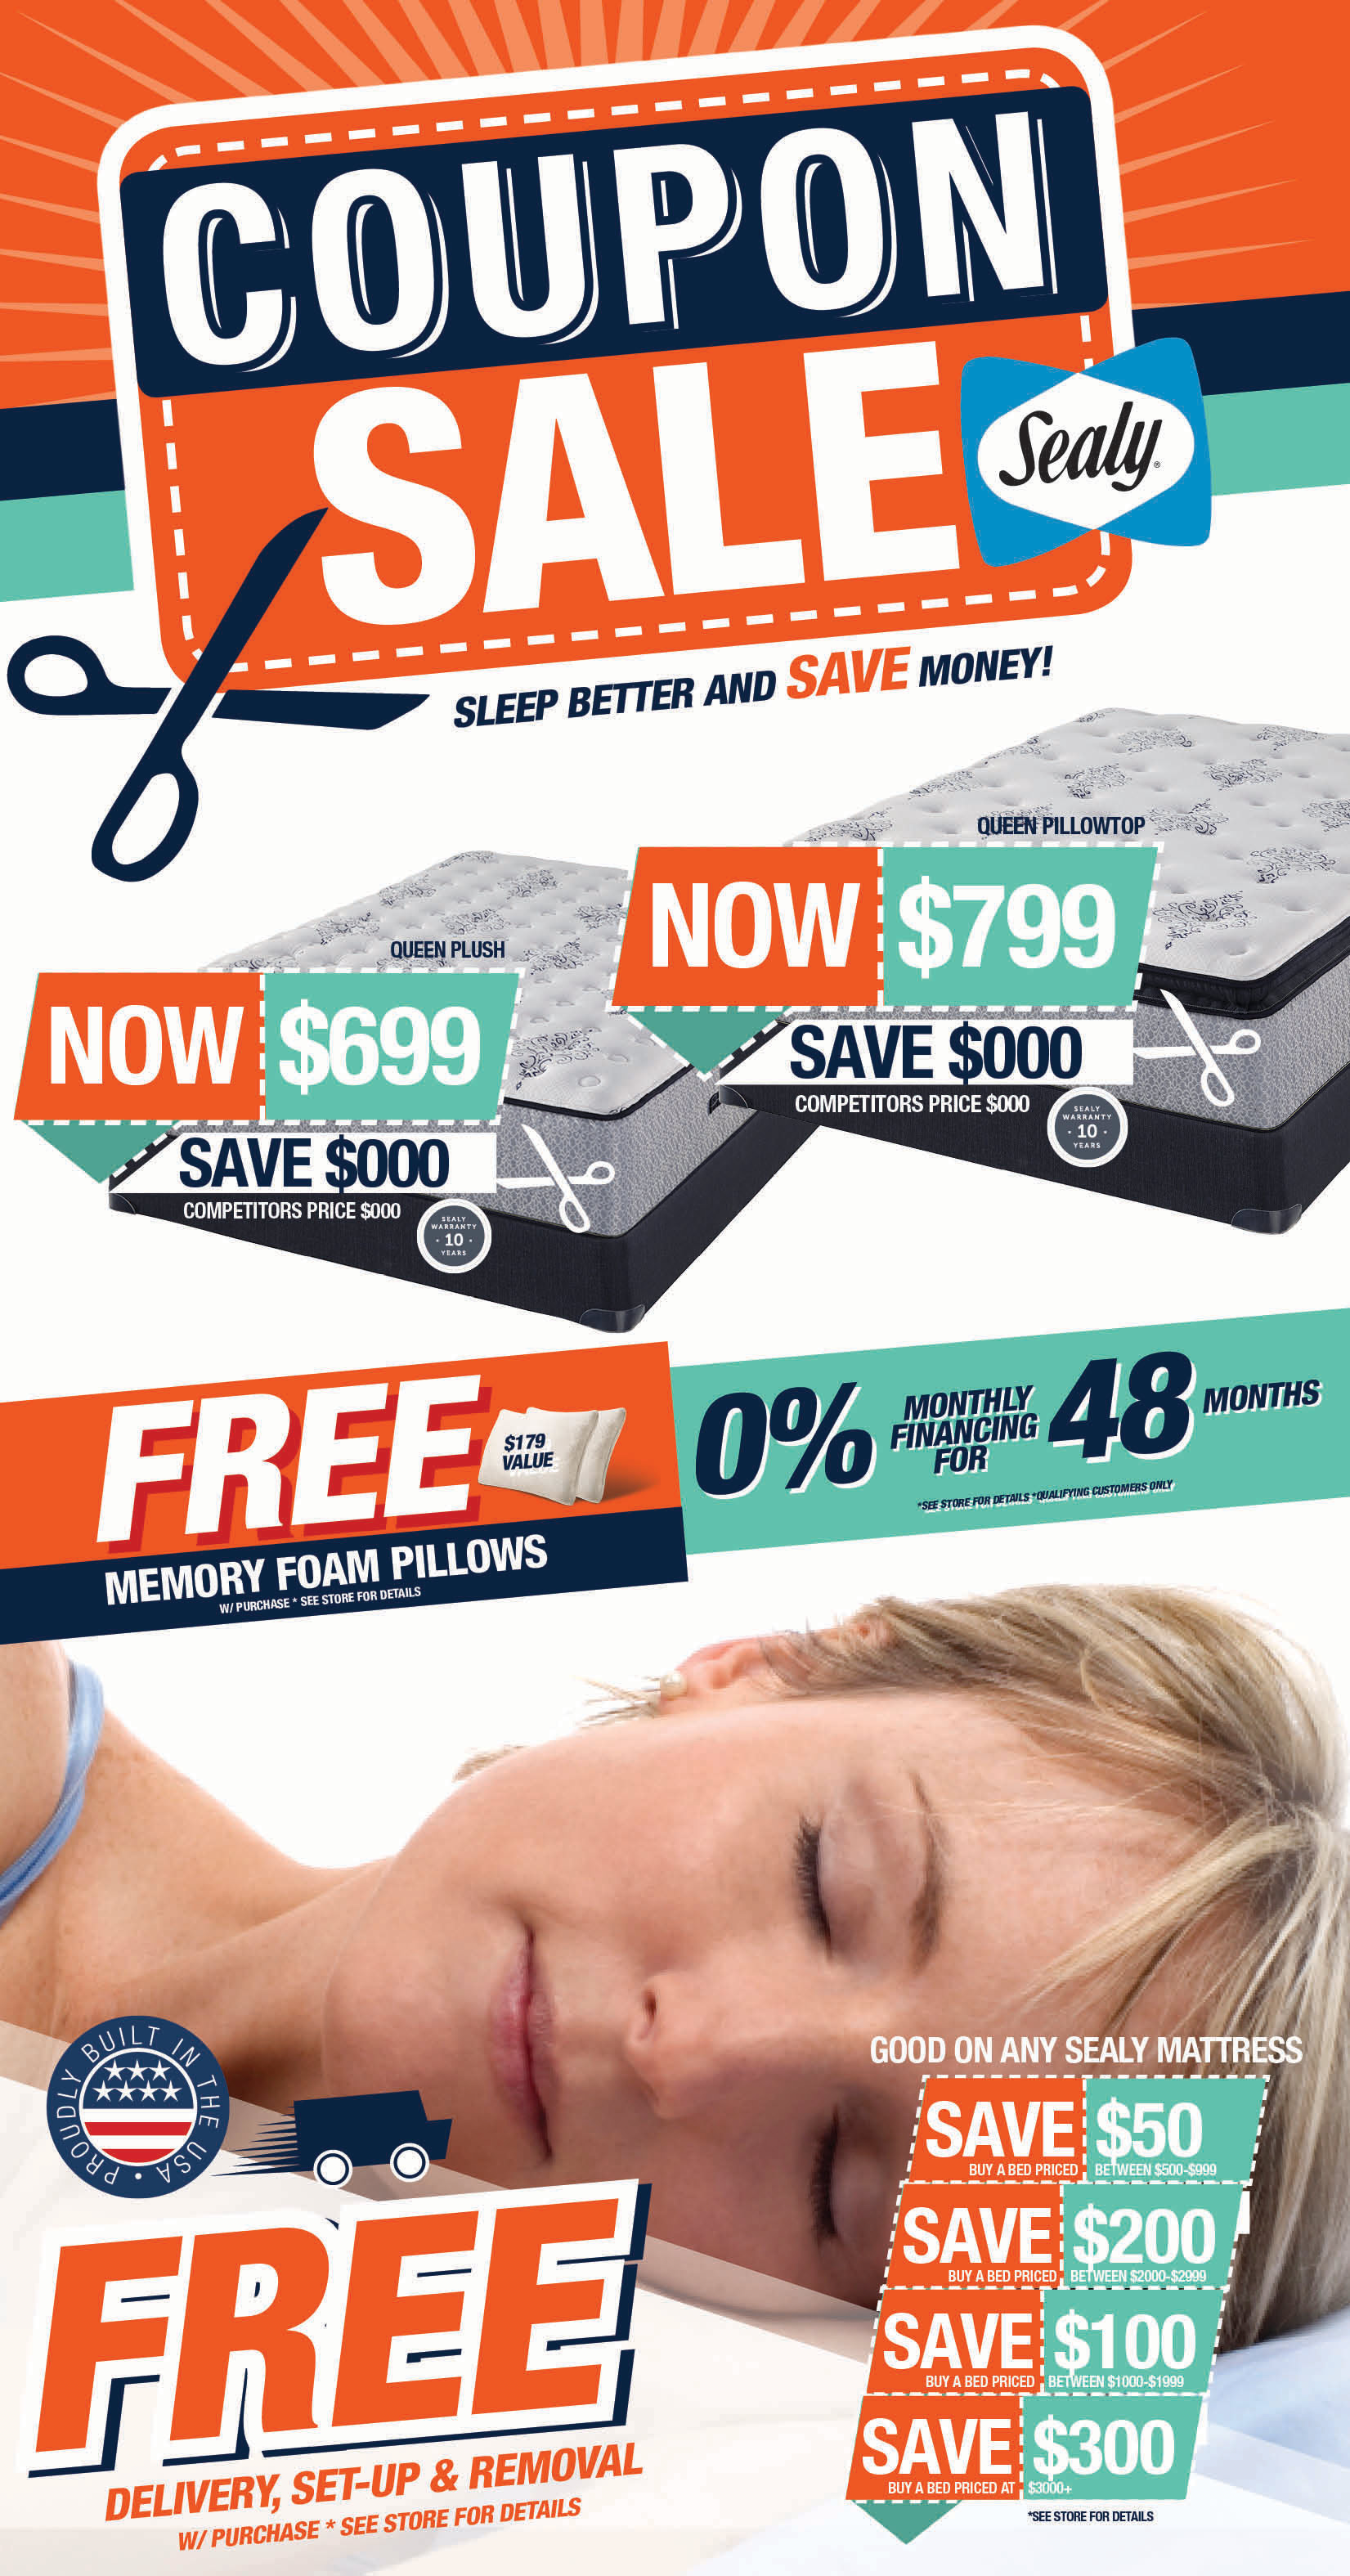 COUPON
SALE
Sealy®
SLEEP BETTER AND SAVE MONEY!
QUEEN PILLOWTOP
NOW $799
SAVE $000
COMPETITORS PRICE $000
SEALY
WARRANTY
· 10 ·
YEARS
QUEEN PLUSH
NOW $699
SAVE $000
COMPETITORS PRICE $000
SEALY
WARRANTY
· 10 ·
YEARS
FREE
$179
VALUE
MEMORY FOAM PILLOWS
W/ PURCHASE * SEE STORE FOR DETAILS
0% MONTHLY
FINANCING
FOR
48 MONTHS
*SEE STORE FOR DETAILS *QUALIFYING CUSTOMERS ONLY
PROUDLY BUILT IN THE USA •
FREE
DELIVERY, SET-UP & REMOVAL
W/ PURCHASE * SEE STORE FOR DETAILS
GOOD ON ANY SEALY MATTRESS
SAVE $50
BUY A BED PRICED BETWEEN $500-$999
SAVE $200
BUY A BED PRICED BETWEEN $2000-$2999
SAVE $100
BUY A BED PRICED BETWEEN $1000-$1999
SAVE $300
BUY A BED PRICED AT $3000+
*SEE STORE FOR DETAILS